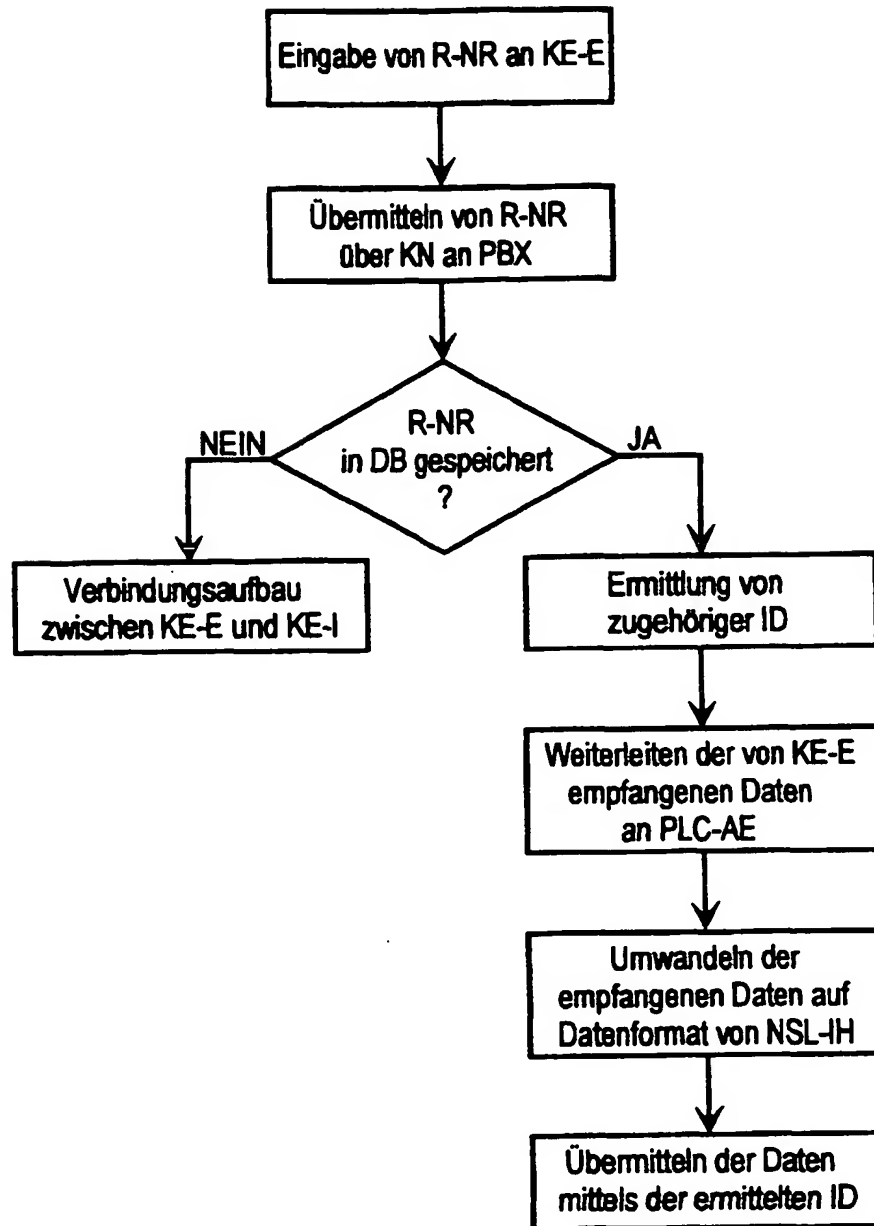 Eingabe von R-NR an KE-E
Übermitteln von R-NR
über KN an PBX
R-NR
in DB gespeichert
?
NEIN
JA
Verbindungsaufbau
zwischen KE-E und KE-I
Ermittlung von
zugehöriger ID
Weiterleiten der von KE-E
empfangenen Daten
an PLC-AE
Umwandeln der
empfangenen Daten auf
Datenformat von NSL-IH
Übermitteln der Daten
mittels der ermittelten ID